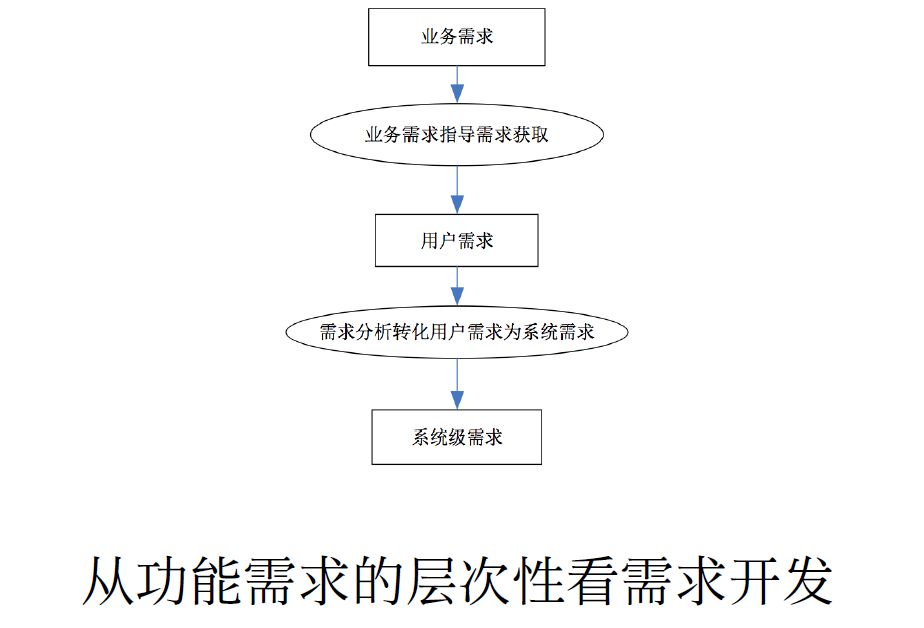 业务需求
业务需求指导需求获取
用户需求
需求分析转化用户需求为系统需求
系统级需求
从功能需求的层次性看需求开发